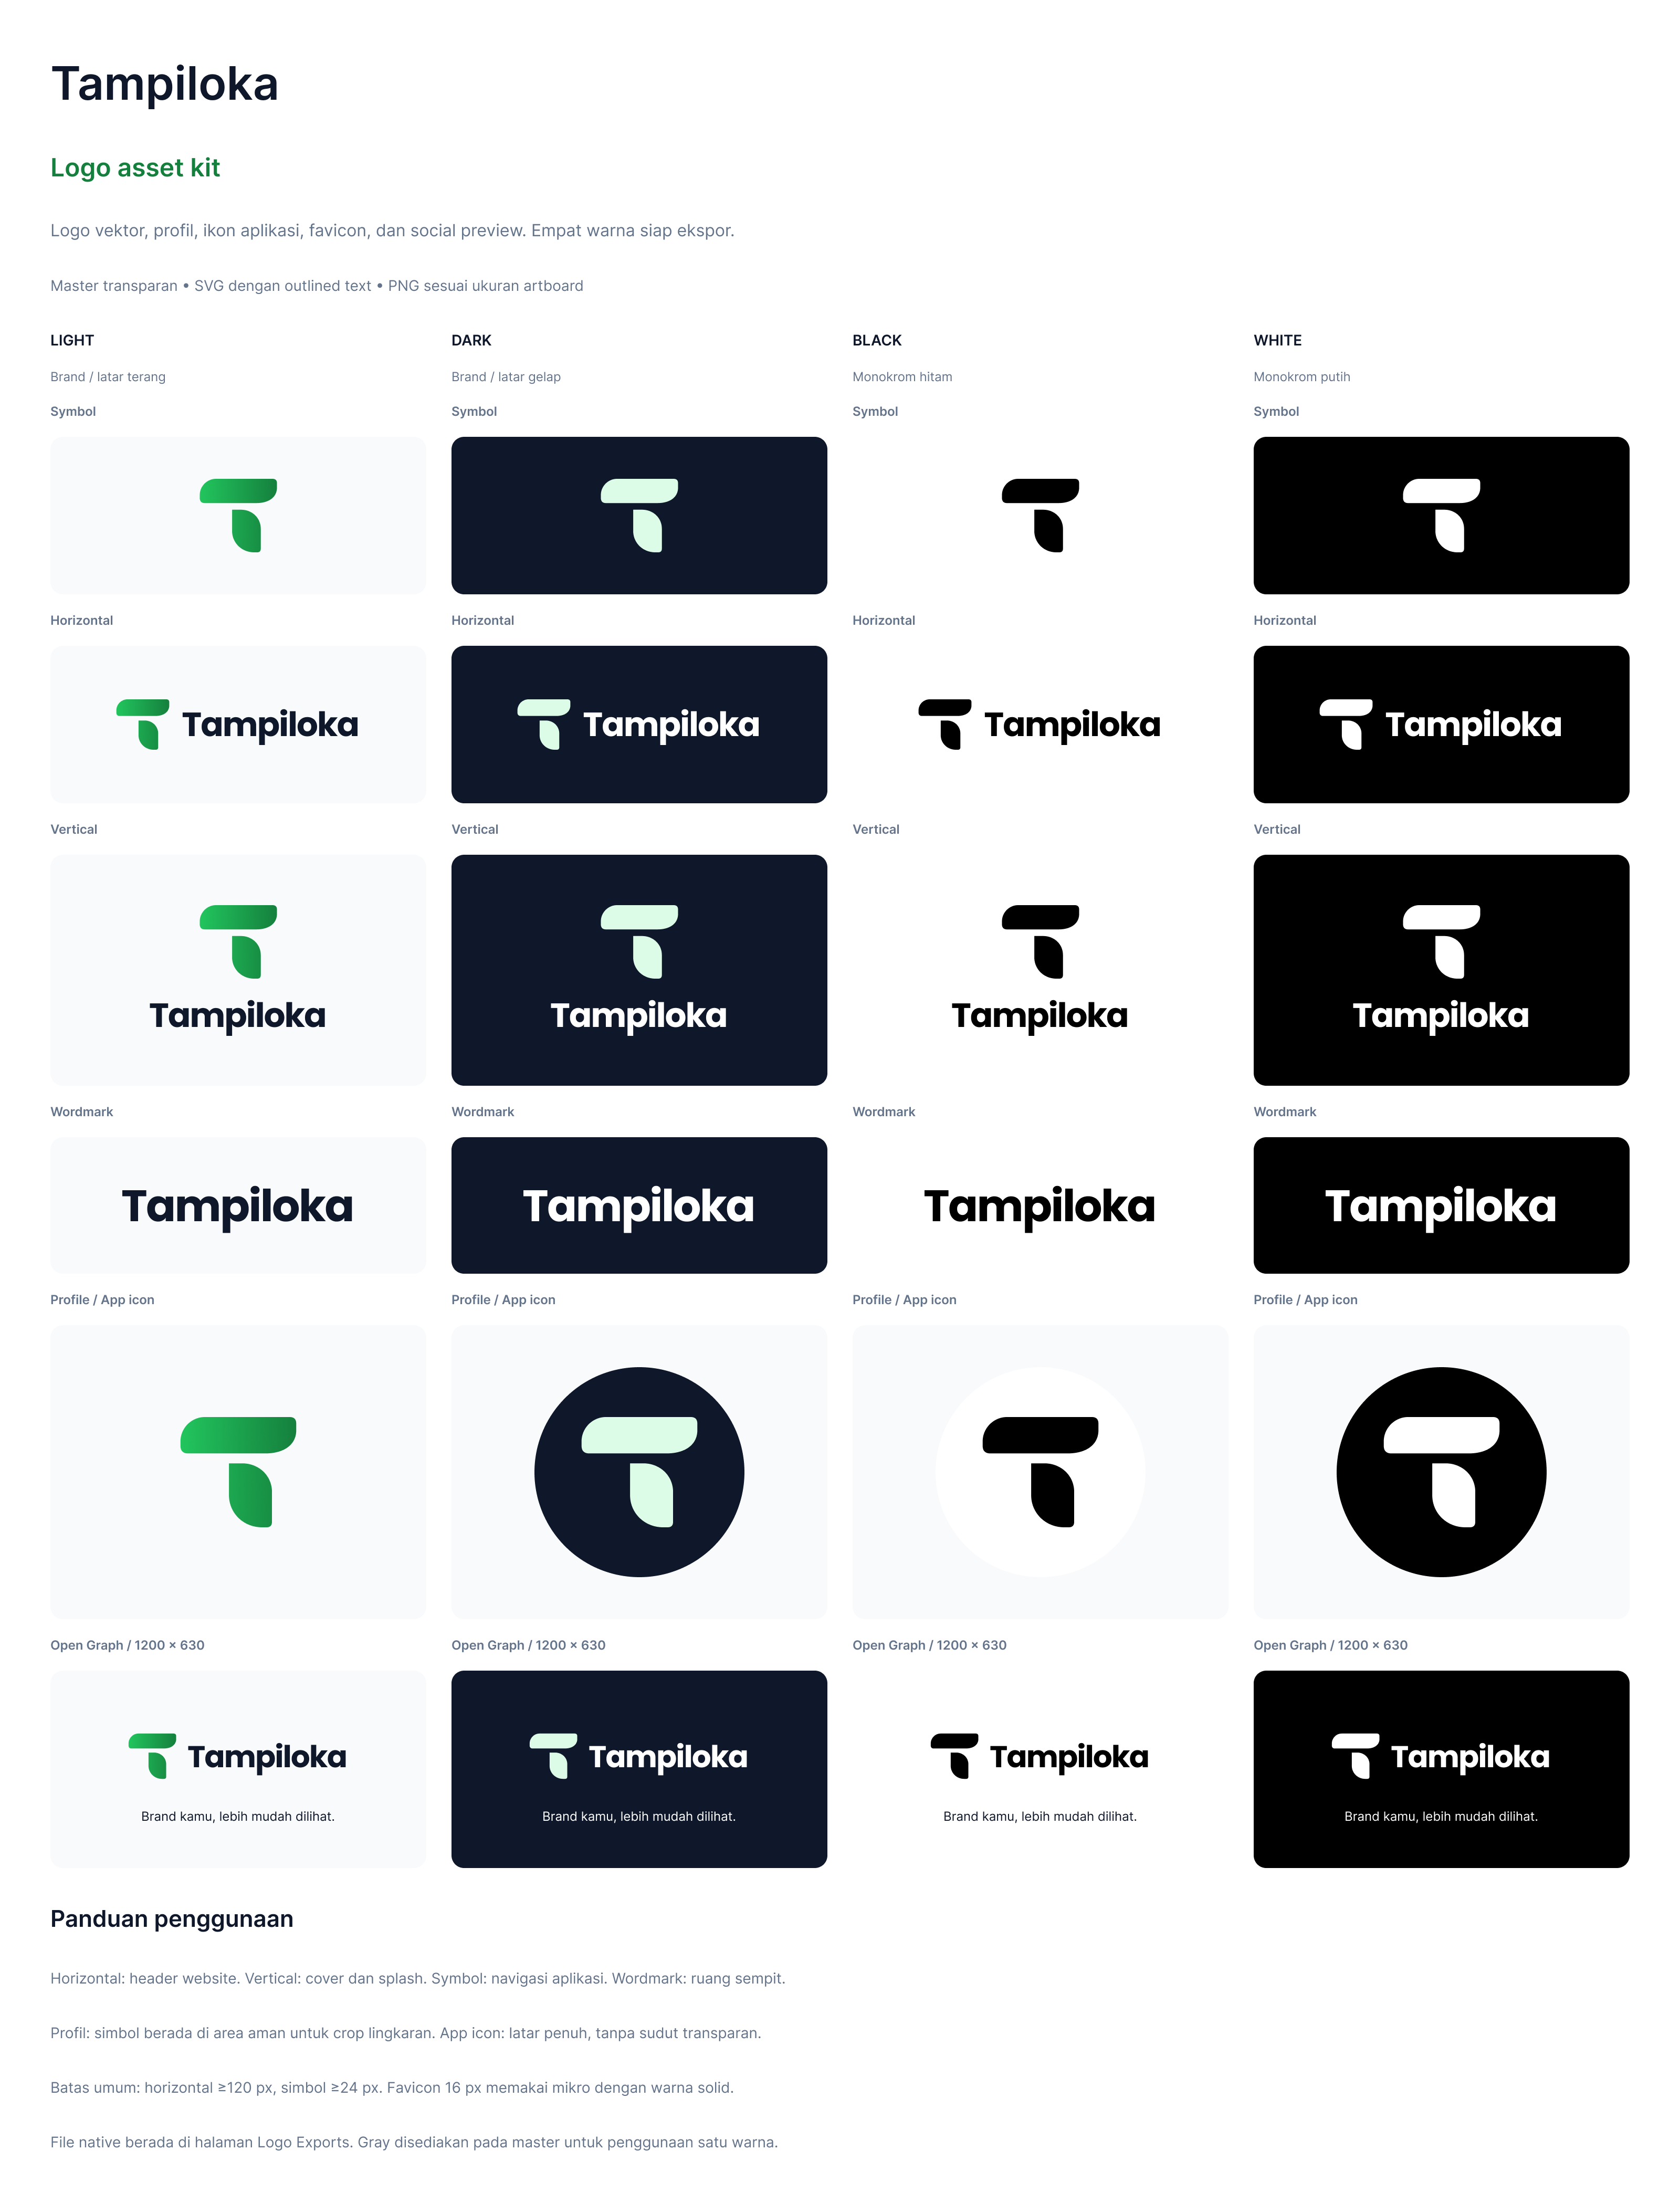 Tampiloka
Logo asset kit
Logo vektor, profil, ikon aplikasi, favicon, dan social preview. Empat warna siap ekspor.
Master transparan • SVG dengan outlined text • PNG sesuai ukuran artboard
LIGHT
DARK
BLACK
WHITE
Brand / latar terang
Brand / latar gelap
Monokrom hitam
Monokrom putih
Symbol
Symbol
Symbol
Symbol
Horizontal
Horizontal
Horizontal
Horizontal
Tampiloka
Tampiloka
Tampiloka
Tampiloka
Vertical
Vertical
Vertical
Vertical
Tampiloka
Tampiloka
Tampiloka
Tampiloka
Wordmark
Wordmark
Wordmark
Wordmark
Tampiloka
Tampiloka
Tampiloka
Tampiloka
Profile / App icon
Profile / App icon
Profile / App icon
Profile / App icon
Open Graph / 1200 × 630
Open Graph / 1200 × 630
Open Graph / 1200 × 630
Open Graph / 1200 × 630
Tampiloka
Tampiloka
Tampiloka
Tampiloka
Brand kamu, lebih mudah dilihat.
Brand kamu, lebih mudah dilihat.
Brand kamu, lebih mudah dilihat.
Brand kamu, lebih mudah dilihat.
Panduan penggunaan
Horizontal: header website. Vertical: cover dan splash. Symbol: navigasi aplikasi. Wordmark: ruang sempit.
Profil: simbol berada di area aman untuk crop lingkaran. App icon: latar penuh, tanpa sudut transparan.
Batas umum: horizontal ≥120 px, simbol ≥24 px. Favicon 16 px memakai mikro dengan warna solid.
File native berada di halaman Logo Exports. Gray disediakan pada master untuk penggunaan satu warna.